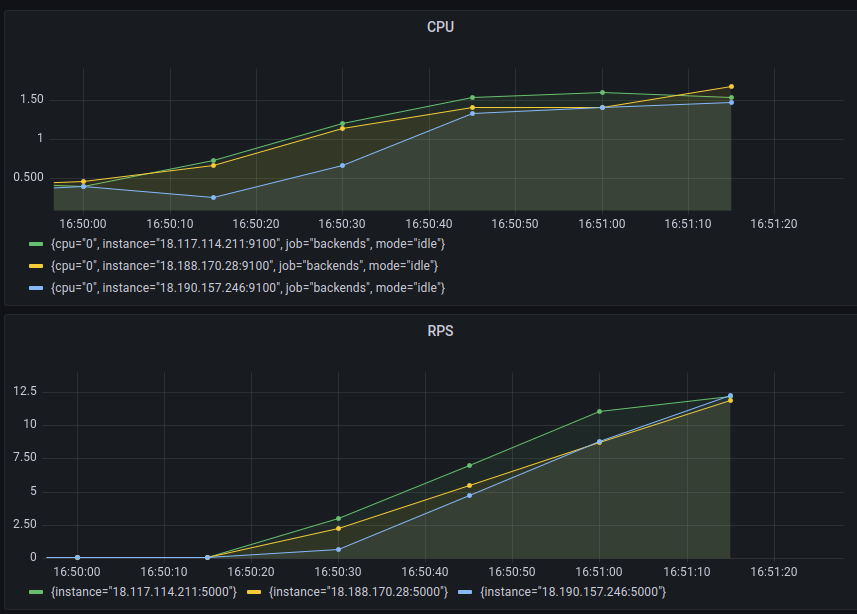 CPU
1.50
1
0.500
16:50:00 16:50:10 16:50:20 16:50:30 16:50:40 16:50:50 16:51:00 16:51:10 16:51:20
{cpu="0", instance="18.117.114.211:9100", job="backends", mode="idle"}
{cpu="0", instance="18.188.170.28:9100", job="backends", mode="idle"}
{cpu="0", instance="18.190.157.246:9100", job="backends", mode="idle"}
RPS
12.5
10
7.50
5
2.50
0
16:50:00 16:50:10 16:50:20 16:50:30 16:50:40 16:50:50 16:51:00 16:51:10 16:51:20
{instance="18.117.114.211:5000"} {instance="18.188.170.28:5000"} {instance="18.190.157.246:5000"}